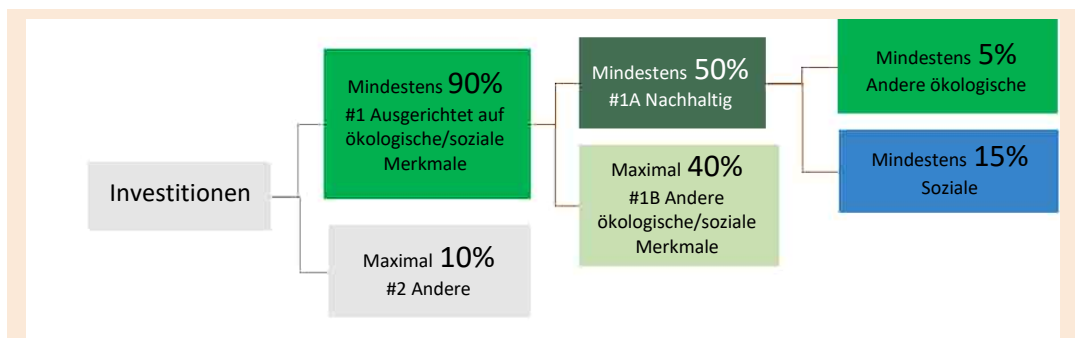 Investitionen
Mindestens 90%
#1 Ausgerichtet auf
ökologische/soziale
Merkmale
Maximal 10%
#2 Andere
Mindestens 50%
#1A Nachhaltig
Maximal 40%
#1B Andere
ökologische/soziale
Merkmale
Mindestens 5%
Andere ökologische
Mindestens 15%
Soziale